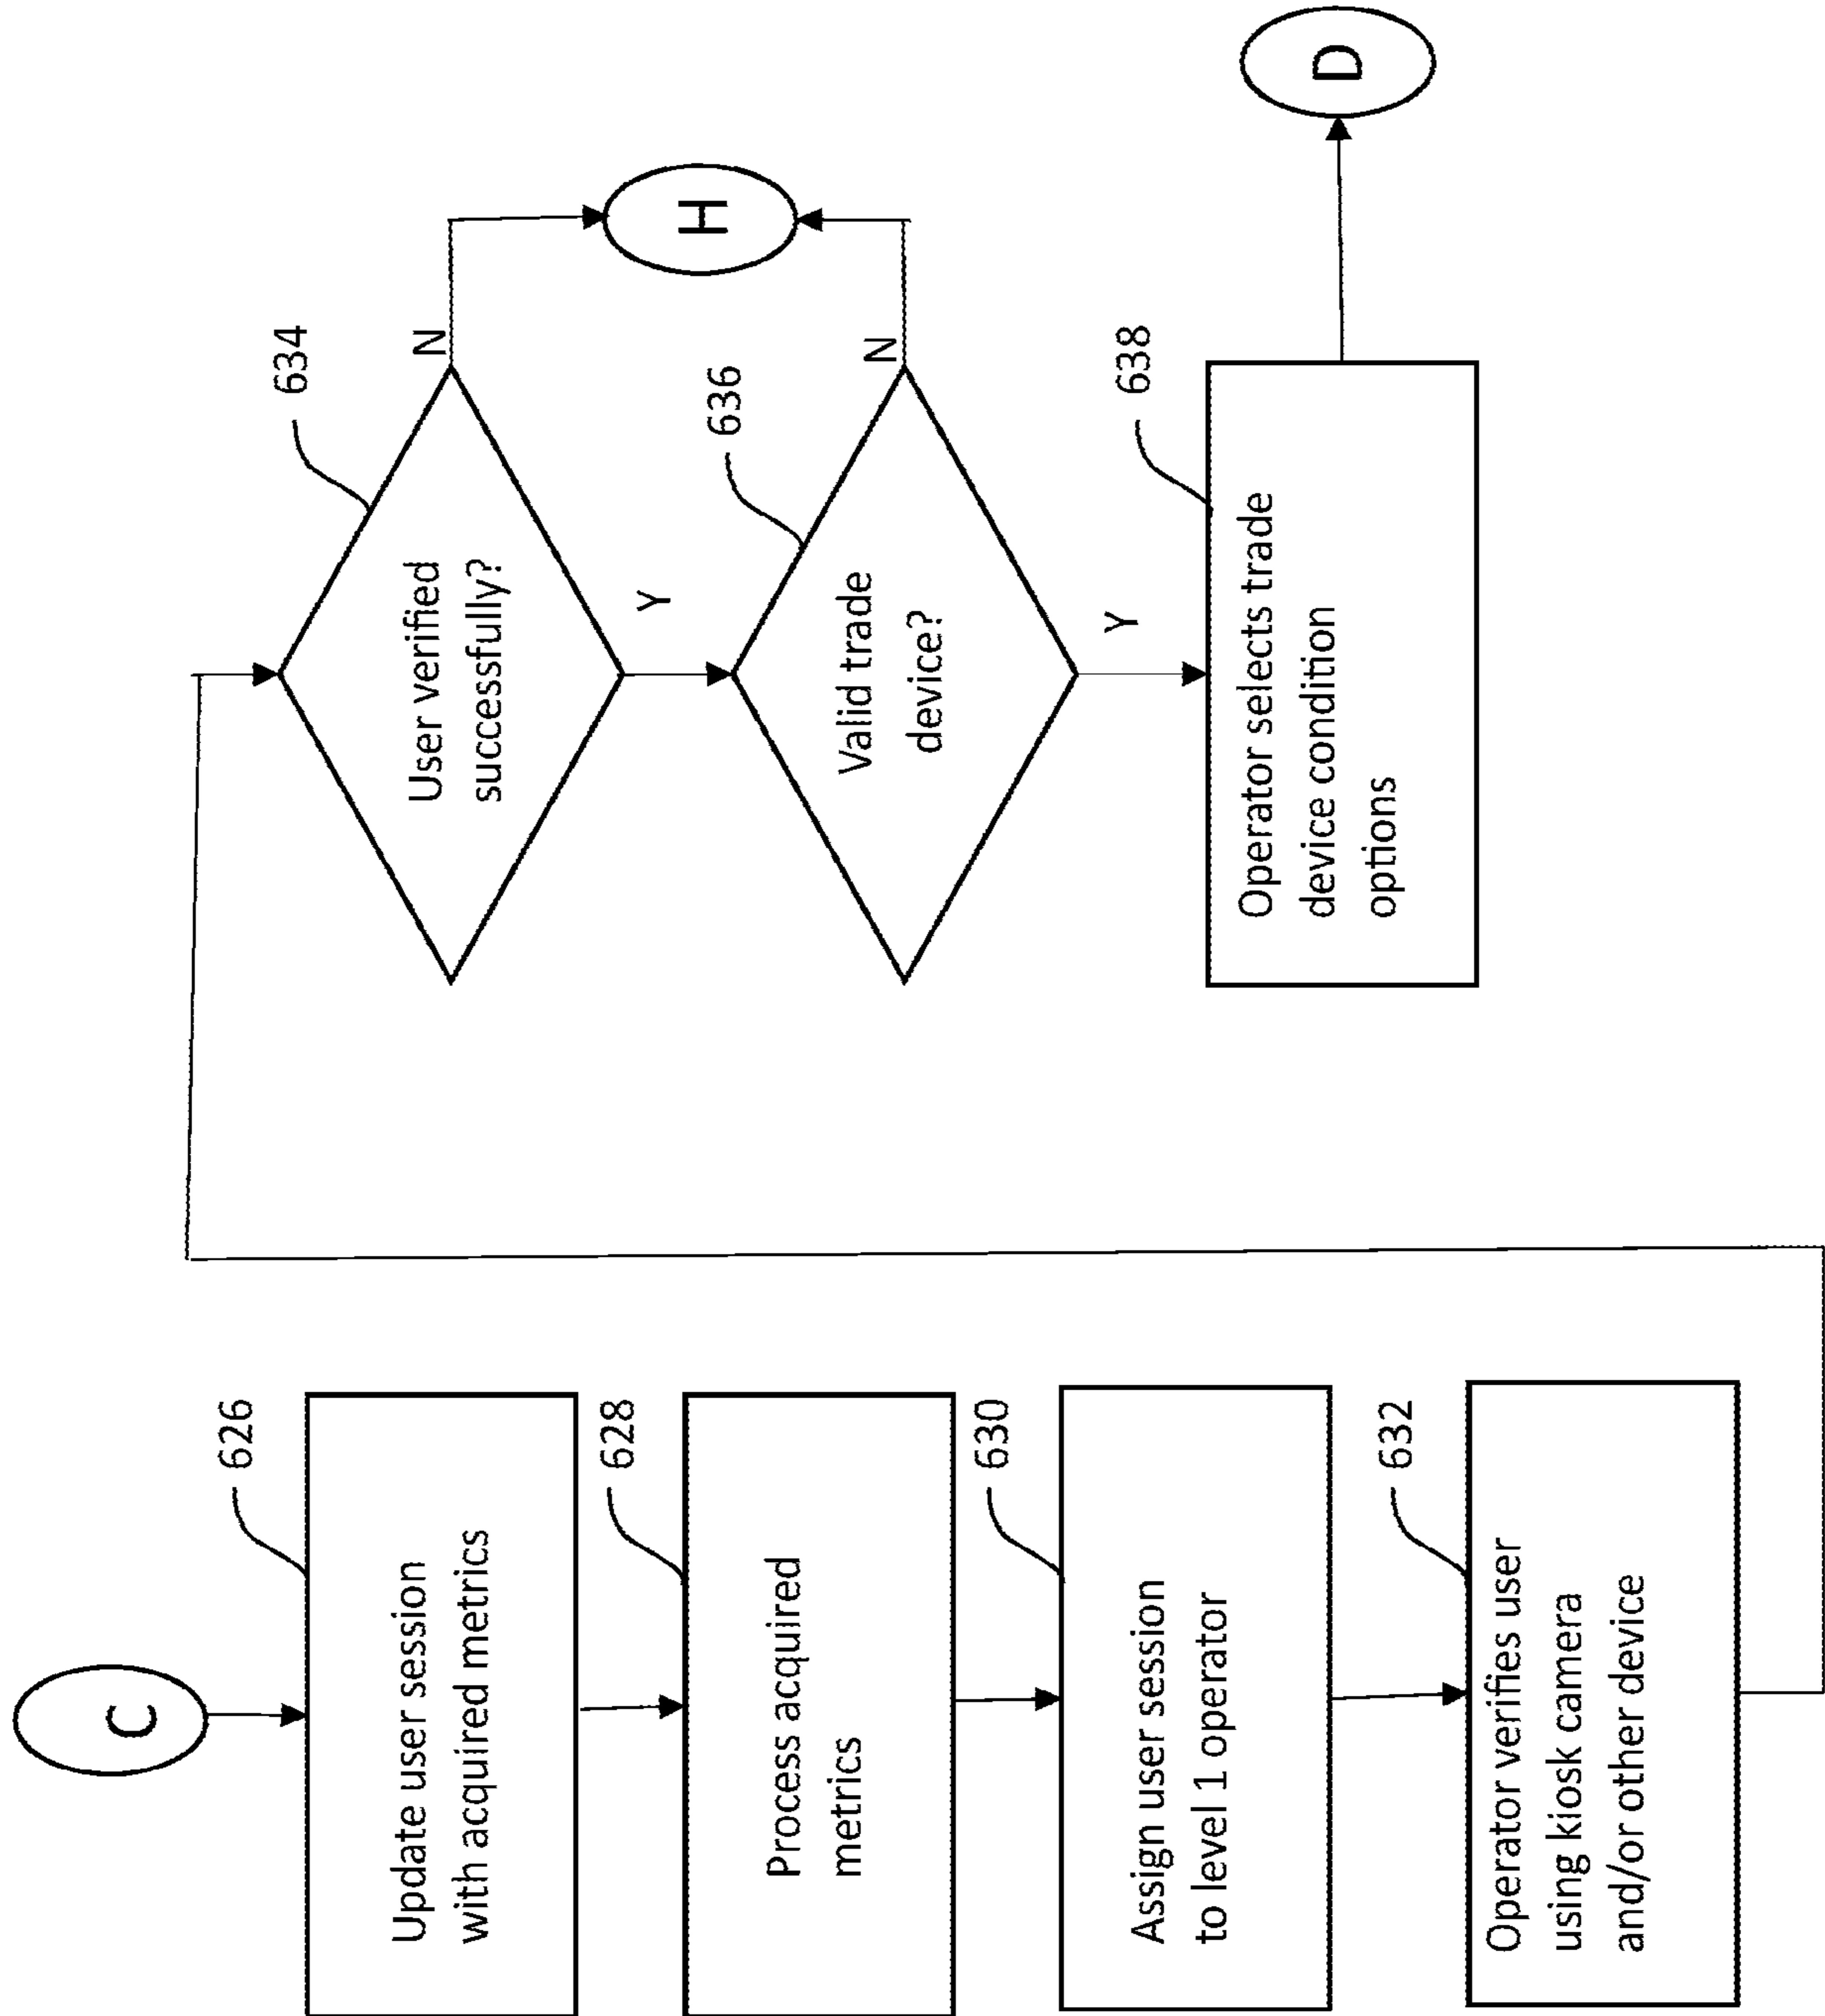 C
626
Update user session
with acquired metrics
628
Process acquired
metrics
630
Assign user session
to level 1 operator
632
Operator verifies user
using kiosk camera
and/or other device
634
User verified
successfully?
N
Y
H
636
Valid trade
device?
N
Y
638
Operator selects trade
device condition
options
D